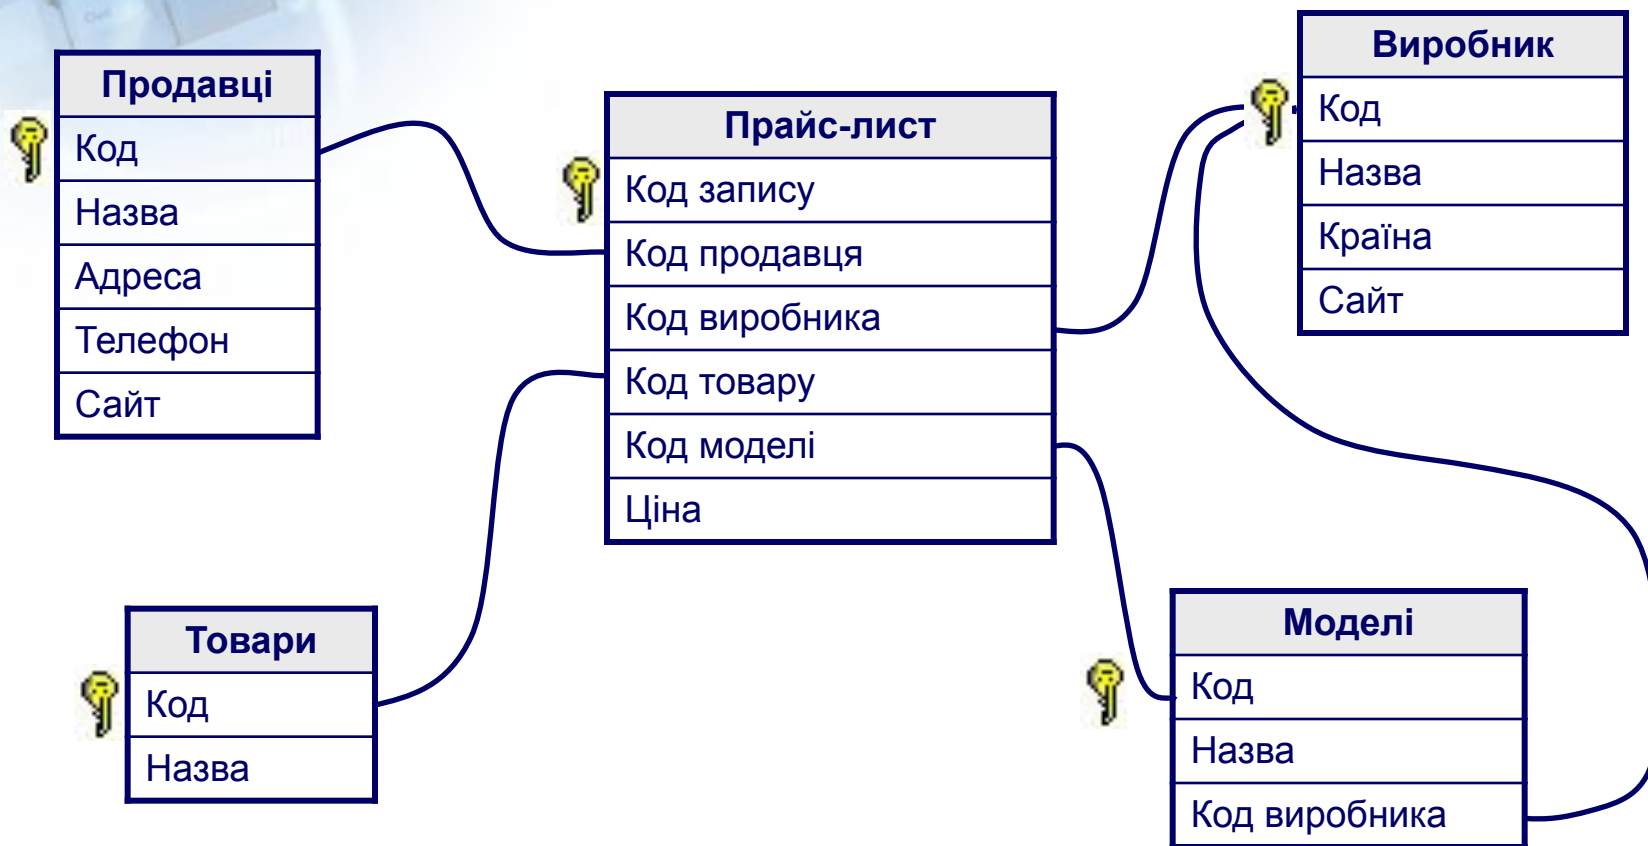 Продавці
Код
Назва
Адреса
Телефон
Сайт
Прайс-лист
Код запису
Код продавця
Код виробника
Код товару
Код моделі
Ціна
Виробник
Код
Назва
Країна
Сайт
Товари
Код
Назва
Моделі
Код
Назва
Код виробника